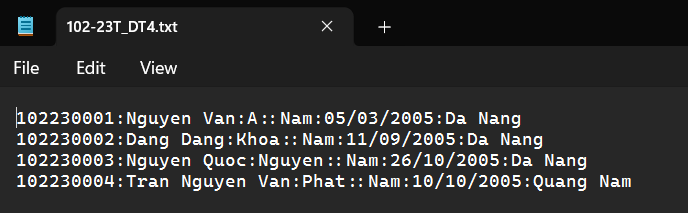 102-23T_DT4.txt
File Edit View
102230001:Nguyen Van:A::Nam:05/03/2005:Da Nang
102230002:Dang Dang:Khoa::Nam:11/09/2005:Da Nang
102230003:Nguyen Quoc:Nguyen::Nam:26/10/2005:Da Nang
102230004:Tran Nguyen Van:Phat::Nam:10/10/2005:Quang Nam